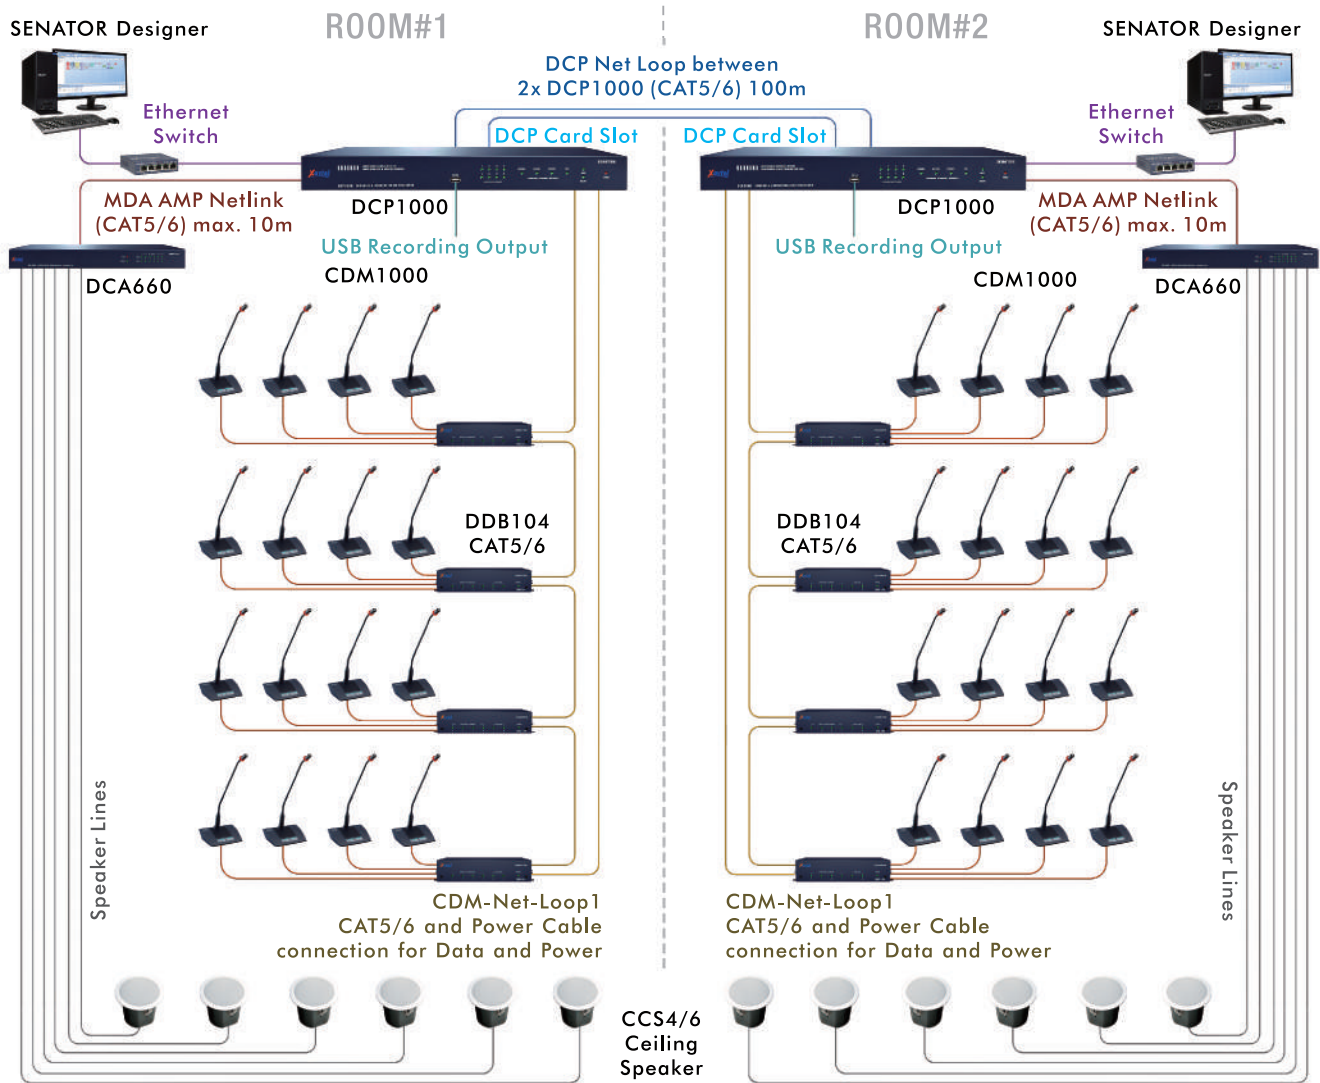 ROOM#1
ROOM#2
SENATOR Designer
SENATOR Designer
DCP Net Loop between
2x DCP1000 (CAT5/6) 100m
Ethernet
Switch
Ethernet
Switch
DCP Card Slot
DCP Card Slot
MDA AMP Netlink
(CAT5/6) max. 10m
DCP1000
DCP1000
MDA AMP Netlink
(CAT5/6) max. 10m
USB Recording Output
USB Recording Output
CDM1000
CDM1000
DCA660
DCA660
DDB104
CAT5/6
DDB104
CAT5/6
Speaker Lines
Speaker Lines
CDM-Net-Loop1
CAT5/6 and Power Cable
connection for Data and Power
CDM-Net-Loop1
CAT5/6 and Power Cable
connection for Data and Power
CCS4/6
Ceiling
Speaker